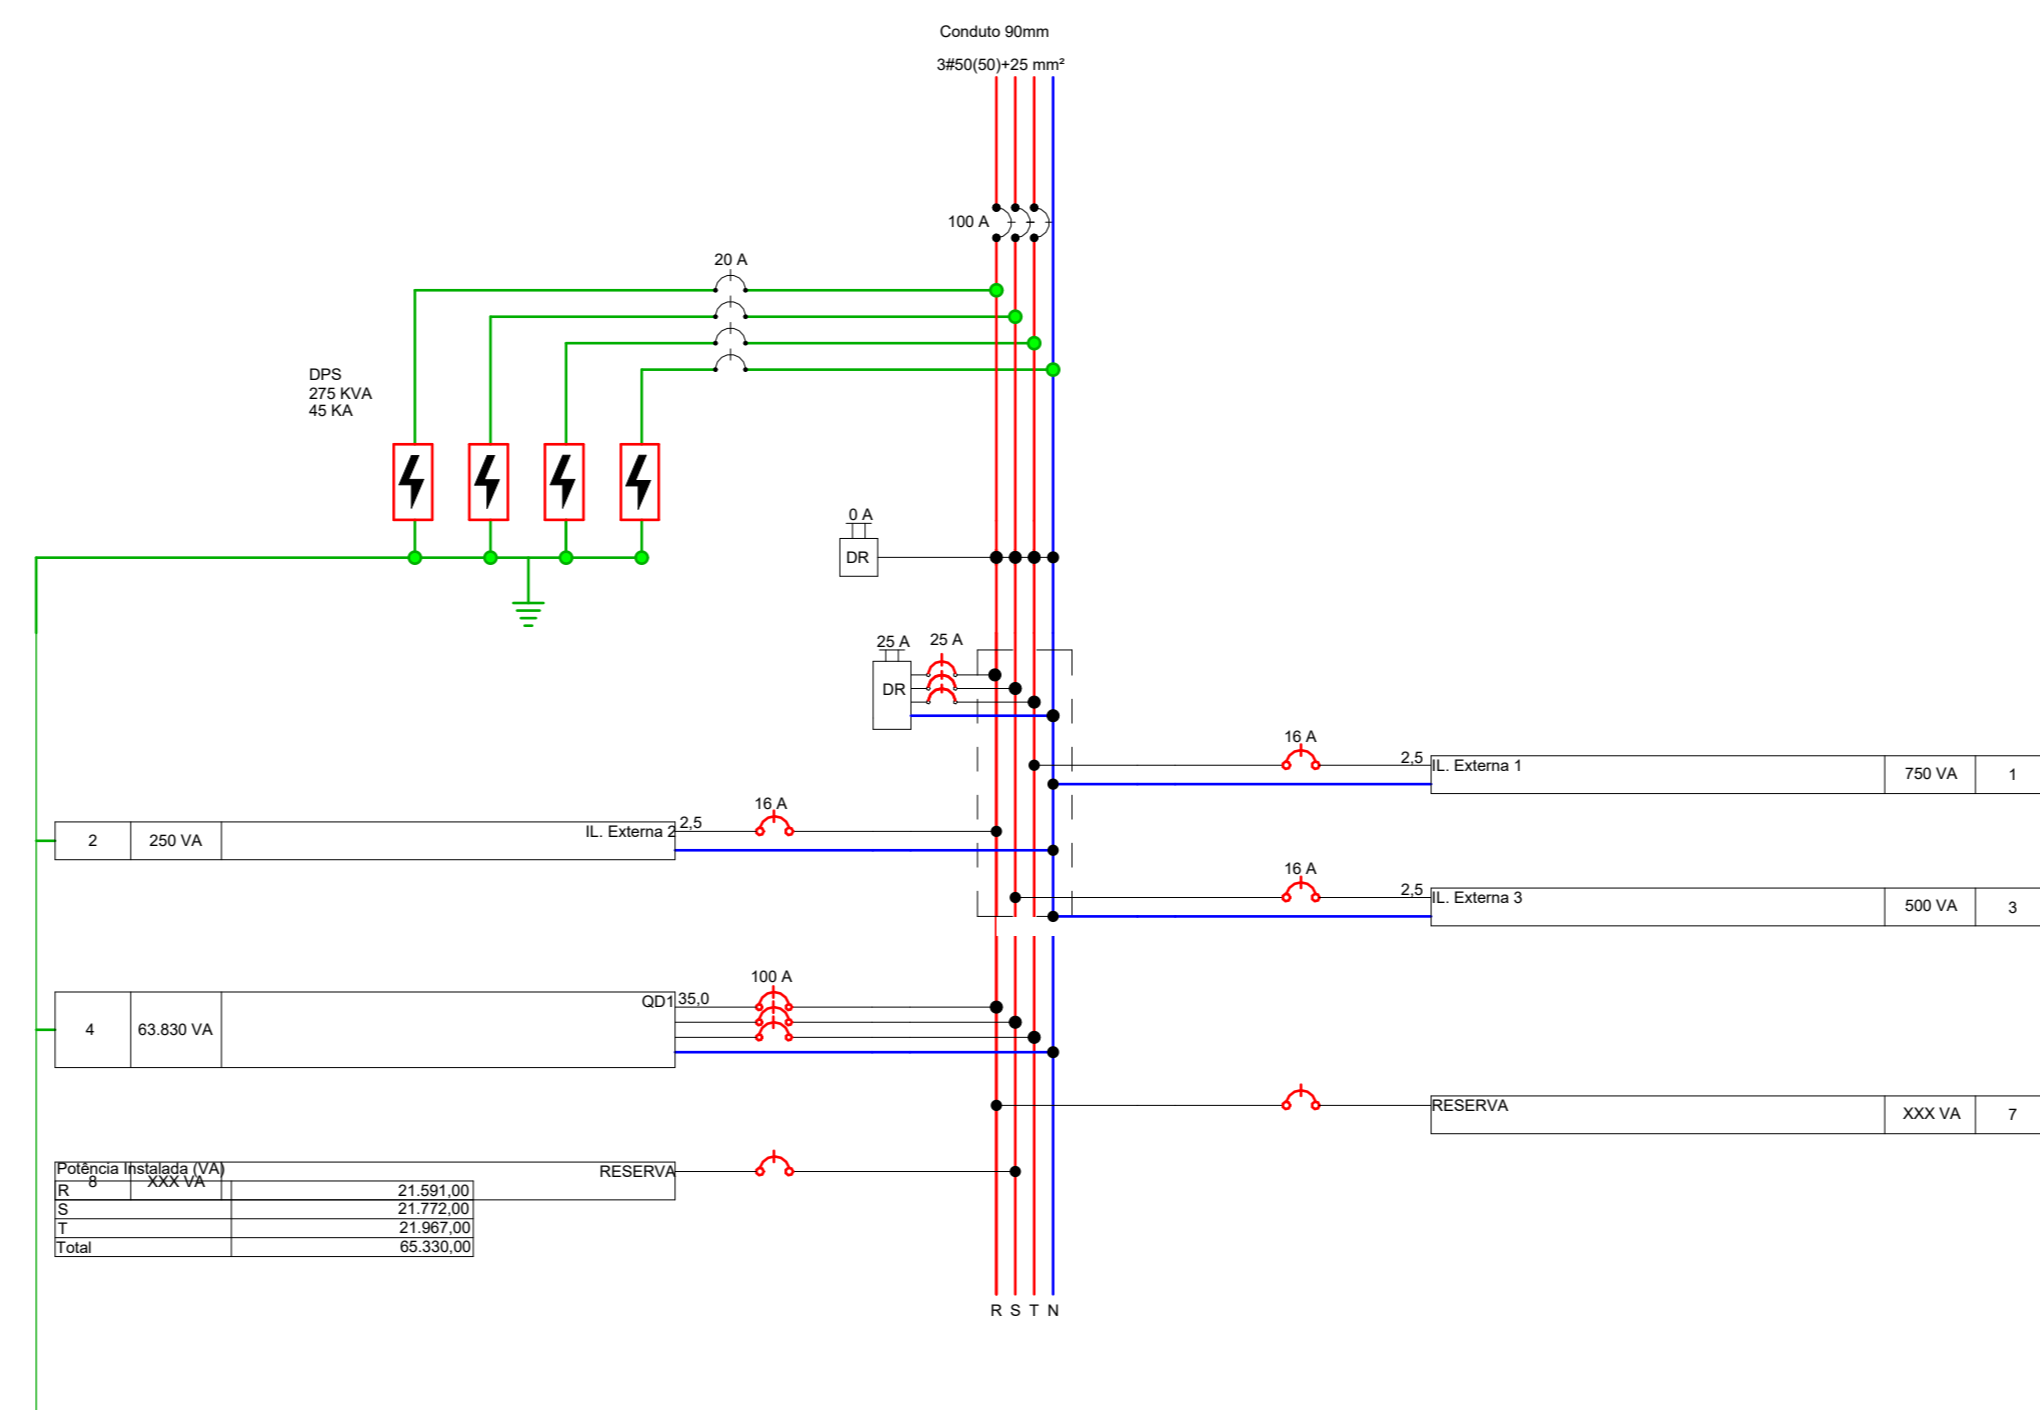 Conduto 90mm
3#50(50)+25 mm²
100 A
20 A
DPS
275 KVA
45 KA
0 A
DR
25 A
25 A
DR
16 A
2,5
IL. Externa 1
750 VA
1
16 A
2
250 VA
IL. Externa 2
2,5
16 A
2,5
IL. Externa 3
500 VA
3
100 A
4
63.830 VA
QD1
35,0
RESERVA
XXX VA
7
Potência Instalada (VA)
8
XXX VA
RESERVA
R 21.591,00
S 21.772,00
T 21.967,00
Total 65.330,00
R S T N